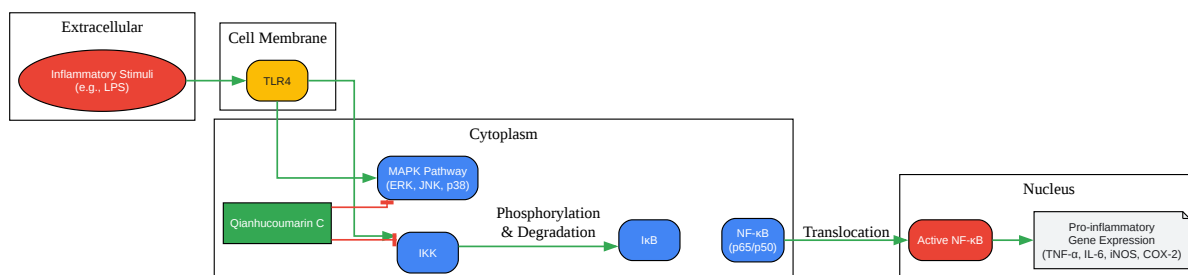 Extracellular
Inflammatory Stimuli
(e.g., LPS)
Cell Membrane
TLR4
Cytoplasm
MAPK Pathway
(ERK, JNK, p38)
Qianhucoumarin C
IKK
Phosphorylation
& Degradation
IκB
NF-κB
(p65/p50)
Translocation
Nucleus
Active NF-κB
Pro-inflammatory
Gene Expression
(TNF-α, IL-6, iNOS, COX-2)